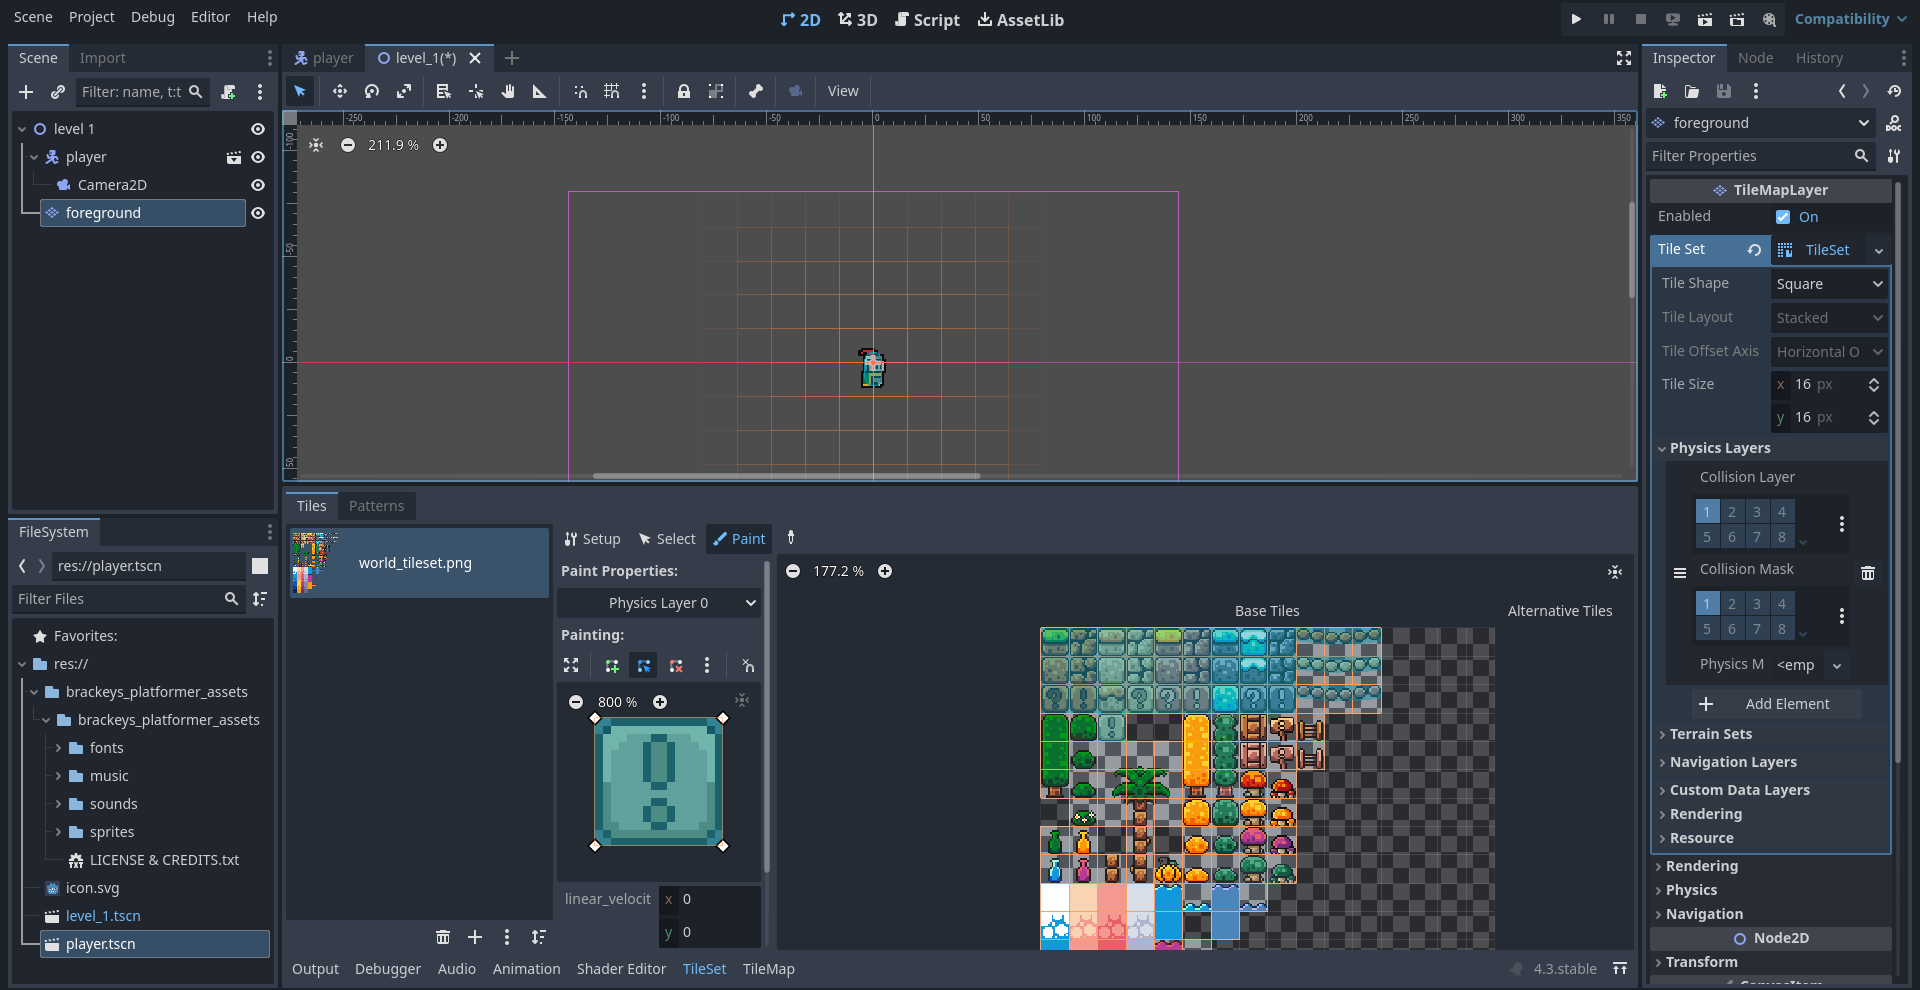 Scene Project Debug Editor Help
2D 3D Script AssetLib
Compatibility
Scene Import
Filter: name, t:t
level 1
player
Camera2D
foreground
FileSystem
res://player.tscn
Filter Files
Favorites:
res://
brackeys_platformer_assets
brackeys_platformer_assets
fonts
music
sounds
sprites
LICENSE & CREDITS.txt
icon.svg
level_1.tscn
player.tscn
player level_1(*)
View
-250 -200 -150 -100 -50 0 50 100 150 200 250 300 350
-100
-50
0
50
211.9 %
Tiles Patterns
world_tileset.png
Setup Select Paint
Paint Properties:
Physics Layer 0
Painting:
800 %
linear_velocit x 0
y 0
177.2 %
Base Tiles Alternative Tiles
Output Debugger Audio Animation Shader Editor TileSet TileMap
4.3.stable
Inspector Node History
foreground
DOC
Filter Properties
TileMapLayer
Enabled On
Tile Set TileSet
Tile Shape Square
Tile Layout Stacked
Tile Offset Axis Horizontal O
Tile Size x 16 px
y 16 px
Physics Layers
Collision Layer
1 2 3 4
5 6 7 8
Collision Mask
1 2 3 4
5 6 7 8
Physics M <emp
Add Element
Terrain Sets
Navigation Layers
Custom Data Layers
Rendering
Resource
Rendering
Physics
Navigation
Node2D
Transform
CanvasItem